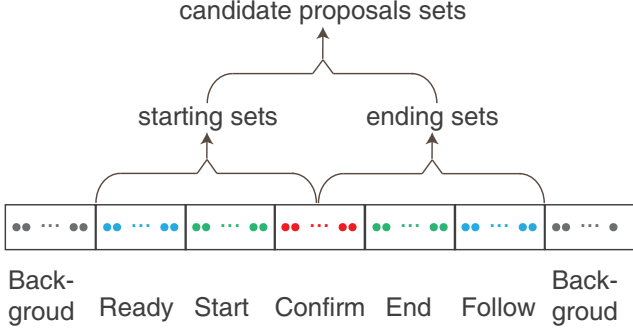 candidate proposals sets
starting sets ending sets
Back-
groud Ready Start Confirm End Follow Back-
groud